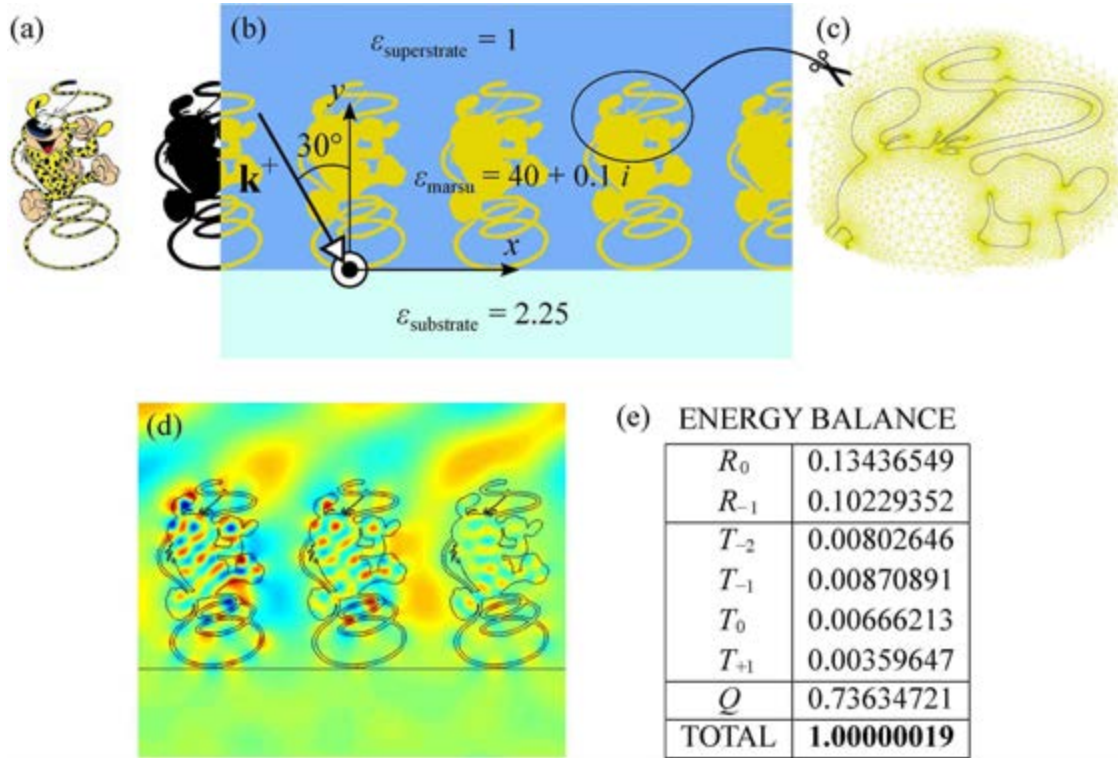 (a)
(b)
ε_superstrate = 1
(c)
y
30°
k⁺
ε_marsu = 40 + 0.1 i
x
ε_substrate = 2.25
(d)
(e) ENERGY BALANCE
R₀ 0.13436549
R₋₁ 0.10229352
T₋₂ 0.00802646
T₋₁ 0.00870891
T₀ 0.00666213
T₊₁ 0.00359647
Q 0.73634721
TOTAL 1.00000019